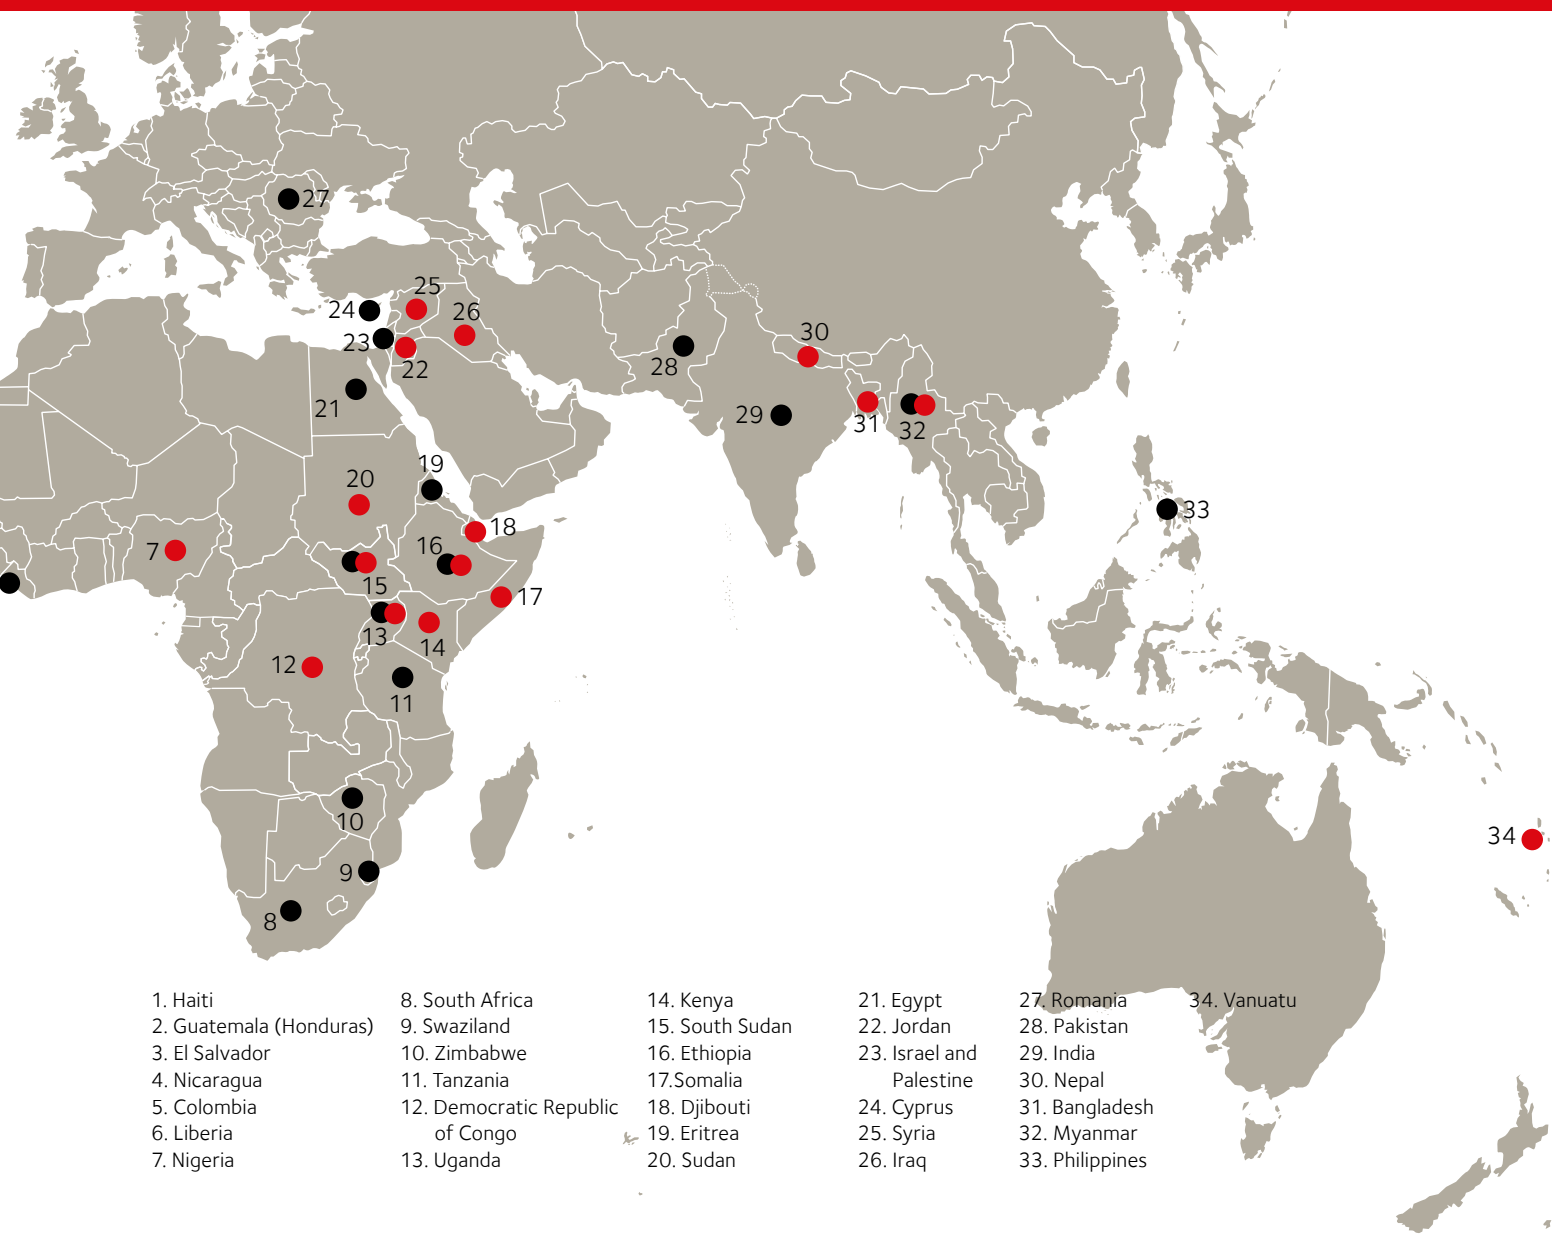 27
25
24
26
23
22
30
28
21
29
31
32
19
20
33
18
7
16
15
17
13
14
12
11
10
34
9
8
1. Haiti
2. Guatemala (Honduras)
3. El Salvador
4. Nicaragua
5. Colombia
6. Liberia
7. Nigeria
8. South Africa
9. Swaziland
10. Zimbabwe
11. Tanzania
12. Democratic Republic
of Congo
13. Uganda
14. Kenya
15. South Sudan
16. Ethiopia
17.Somalia
18. Djibouti
19. Eritrea
20. Sudan
21. Egypt
22. Jordan
23. Israel and
Palestine
24. Cyprus
25. Syria
26. Iraq
27. Romania
28. Pakistan
29. India
30. Nepal
31. Bangladesh
32. Myanmar
33. Philippines
34. Vanuatu